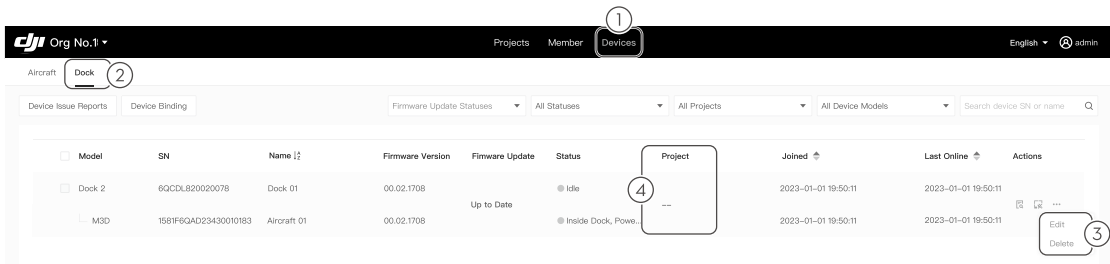 1
dji Org No.1
Projects Member Devices
English admin
Aircraft Dock 2
Device Issue Reports Device Binding Firmware Update Statuses All Statuses All Projects All Device Models Search device SN or name
Model SN Name Firmware Version Fimware Update Status Project Joined Last Online Actions
Dock 2 6QCDL820020078 Dock 01 00.02.1708 Idle 4 2023-01-01 19:50:11 2023-01-01 19:50:11
Up to Date -- ...
M3D 1581F6QAD23430010183 Aircraft 01 00.02.1708 Inside Dock, Powe... 2023-01-01 19:50:11 2023-01-01 19:50:11
Edit 3
Delete